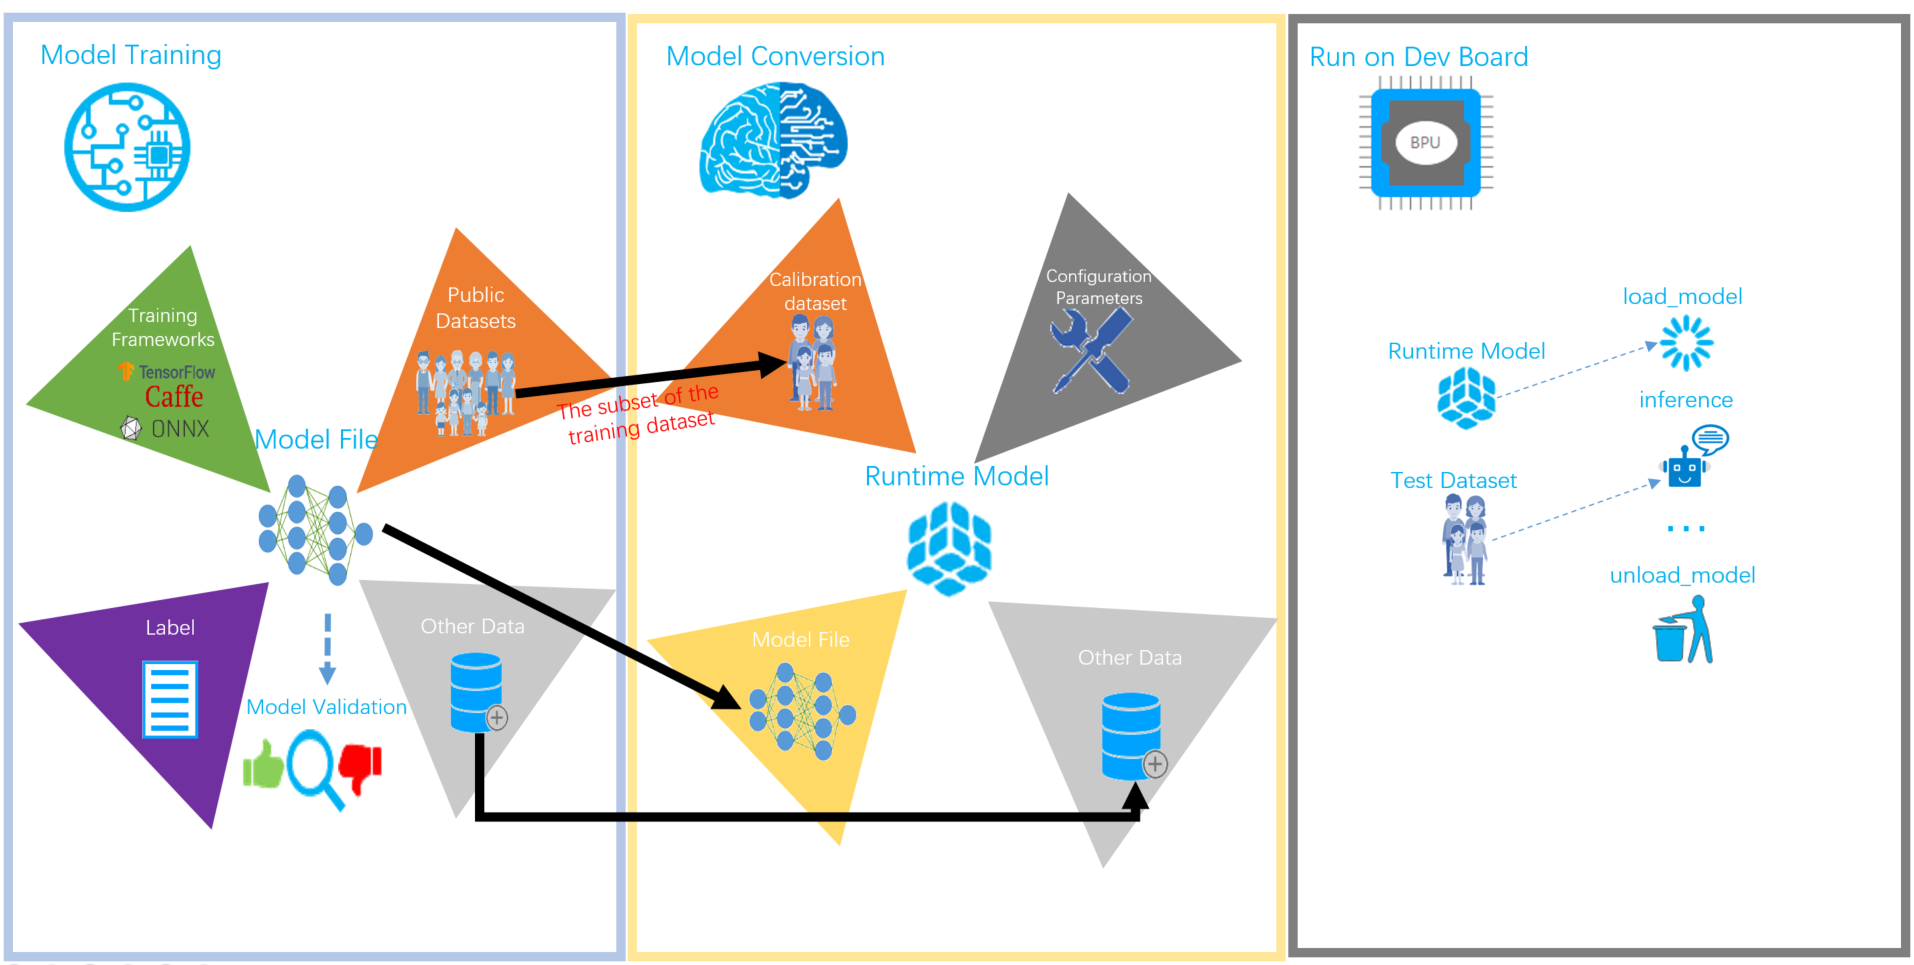 Model Training
Training
Frameworks
TensorFlow
Caffe
ONNX
Public
Datasets
Model File
The subset of the
training dataset
Label
Other Data
Model Validation
Model Conversion
Calibration
dataset
Configuration
Parameters
Runtime Model
Model File
Other Data
Run on Dev Board
BPU
load_model
Runtime Model
inference
Test Dataset
...
unload_model